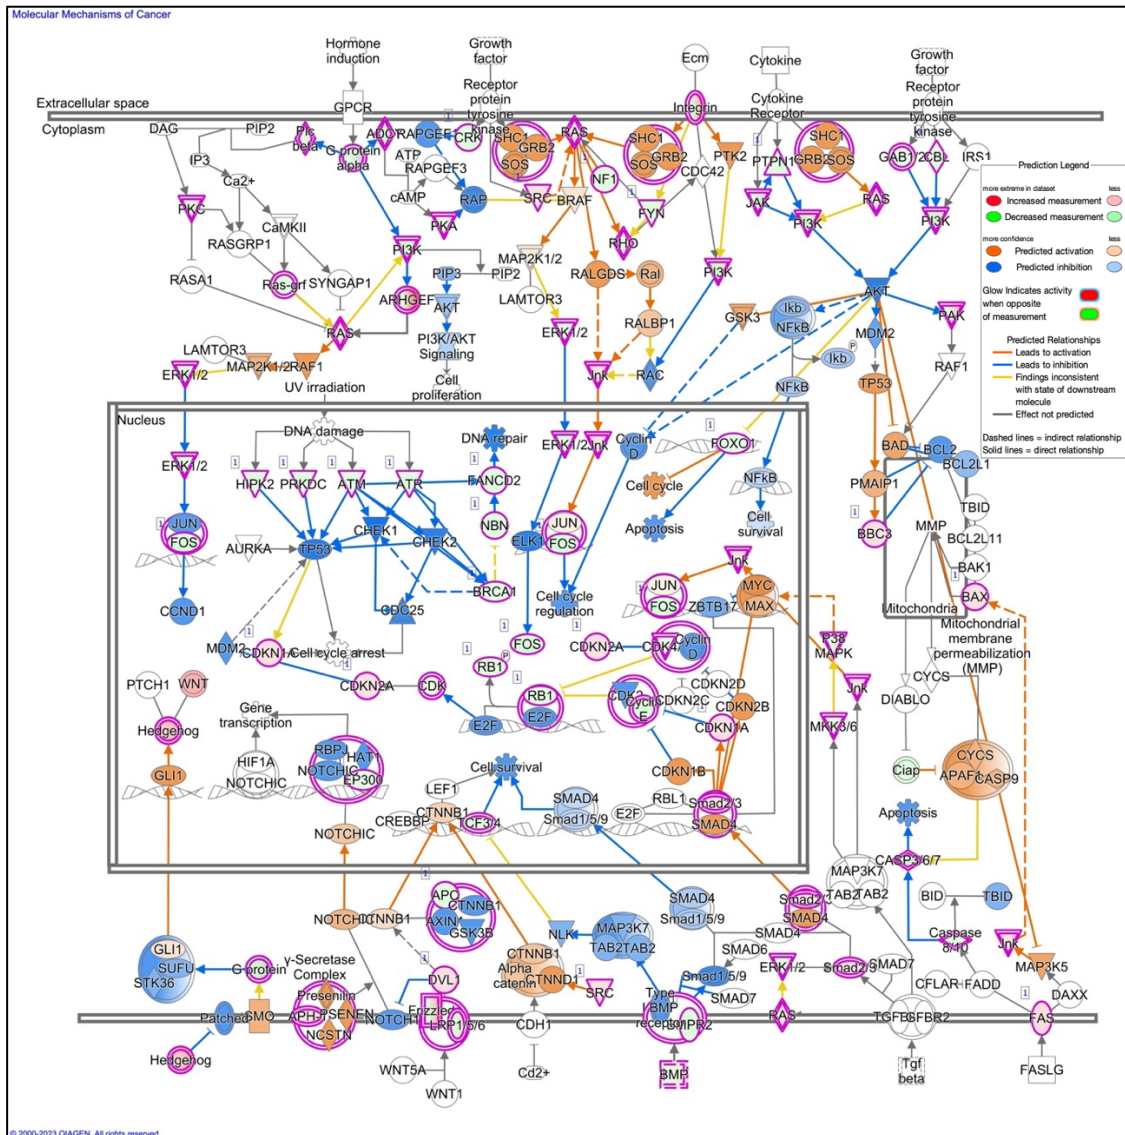 Molecular Mechanisms of Cancer
Hormone
induction
Growth
factor
Ecm
Cytokine
Growth
factor
Receptor
protein
tyrosine
kinase
Cytokine
Receptor
Receptor
protein
tyrosine
kinase
Extracellular space
Cytoplasm
GPCR
Integrin
DAG
PIP2
Plc
beta
G-protein
alpha
RAPGEF1
CRK
SHC1
GRB2
SOS
RAS
SHC1
GRB2
SOS
PTK2
CDC42
PTPN1
SHC1
GRB2
SOS
GAB1/2
CBL
IRS1
IP3
Ca2+
ATP
RAPGEF3
cAMP
RAP
PKA
SRC
BRAF
NF1
FYN
RHO
JAK
PI3K
RAS
PI3K
PKC
CaMKII
RASGRP1
RASA1
Ras-grf
SYNGAP1
PI3K
PIP3
PIP2
ARHGEF
AKT
PI3K/AKT
Signaling
Cell
proliferation
MAP2K1/2
LAMTOR3
ERK1/2
RALGDS
Ral
RALBP1
Jnk
RAC
PI3K
GSK3
Ikb
NFkB
Ikb
P
NFkB
AKT
MDM2
TP53
PAK
RAF1
BAD
BCL2
BCL2L1
PMAIP1
TBID
BCL2L11
BAK1
BBC3
MMP
BAX
Mitochondria
Mitochondrial
membrane
permeabilization
(MMP)
RAS
LAMTOR3
ERK1/2
MAP2K1/2
RAF1
UV irradiation
Prediction Legend
more extreme in dataset
less
Increased measurement
Decreased measurement
more confidence
less
Predicted activation
Predicted inhibition
Glow Indicates activity
when opposite
of measurement
Predicted Relationships
Leads to activation
Leads to inhibition
Findings inconsistent
with state of downstream
molecule
Effect not predicted
Dashed lines = indirect relationship
Solid lines = direct relationship
Nucleus
DNA damage
DNA repair
ERK1/2
HIPK2
PRKDC
ATM
ATR
FANCD2
NBN
ERK1/2
Jnk
Cyclin
D
FOXO1
Cell cycle
Apoptosis
NFkB
Cell
survival
JUN
FOS
AURKA
TP53
CHEK1
CHEK2
BRCA1
ELK1
JUN
FOS
Cell cycle
regulation
CCND1
CDC25
MDM2
CDKN1A
Cell cycle arrest
FOS
Jnk
JUN
FOS
MYC
MAX
ZBTB17
P38
MAPK
Jnk
MKK3/6
CDKN2A
CDK4/
Cyclin
D
PTCH1
WNT
Hedgehog
GLI1
CDKN2A
CDK
RB1
P
E2F
RB1
E2F
CDK2
Cyclin
E
CDKN2D
CDKN2C
CDKN2B
CDKN1A
CDKN1B
Gene
transcription
HIF1A
NOTCHIC
RBPJ
HAT1
NOTCHIC
EP300
Cell survival
LEF1
CREBBP
CTNNB1
TCF3/4
SMAD4
Smad1/5/9
E2F
RBL1
Smad2/3
SMAD4
CYCS
DIABLO
Ciap
CYCS
APAF1
CASP9
Apoptosis
CASP3/6/7
NOTCHIC
NOTCHIC
CTNNB1
APC
CTNNB1
AXIN1
GSK3B
NLK
MAP3K7
TAB2
TAB2
SMAD4
Smad1/5/9
Smad2/3
SMAD4
MAP3K7
TAB2
TAB2
BID
TBID
Caspase
8/10
Jnk
MAP3K5
GLI1
SUFU
STK36
G-protein
γ-Secretase
Complex
Presenilin
APH-
PSENEN
NCSTN
DVL1
CTNNB1
Alpha
catenin
CTNND1
SRC
Smad1/5/9
SMAD6
SMAD4
SMAD7
ERK1/2
Smad2/3
SMAD7
CFLAR
FADD
DAXX
Patched
SMO
NOTCH1
Frizzled
LRP1/5/6
CDH1
Type
BMP
receptor
RAS
FAS
Hedgehog
WNT5A
WNT1
Cd2+
BMP
Tgf
beta
FASLG
© 2000-2023 QIAGEN. All rights reserved.